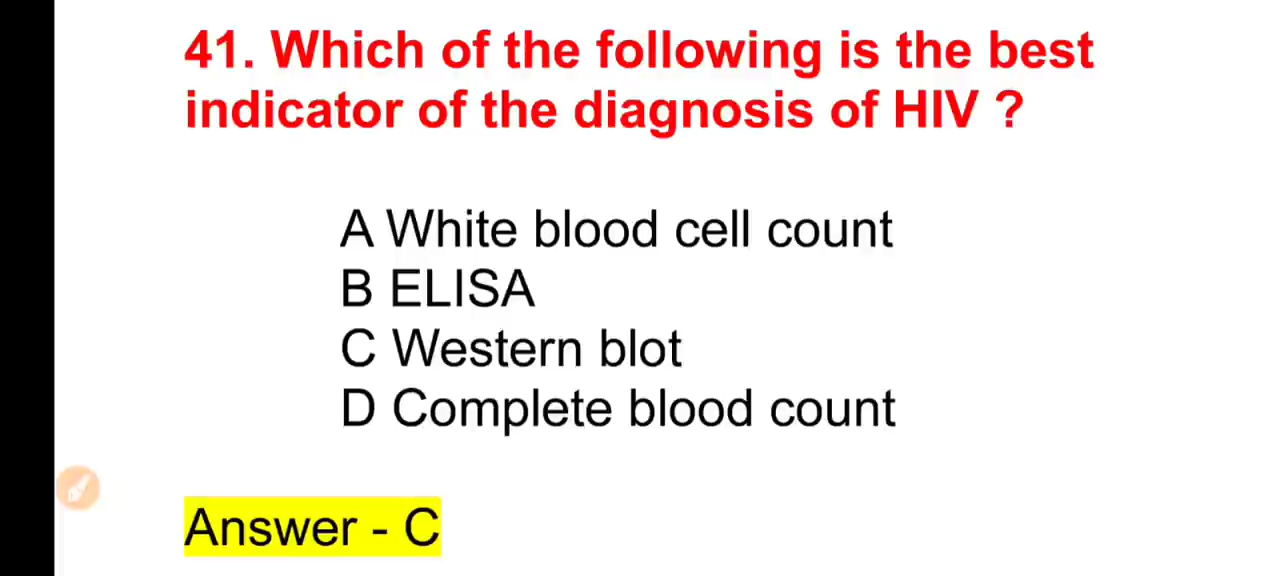 41. Which of the following is the best
indicator of the diagnosis of HIV ?
A White blood cell count
B ELISA
C Western blot
D Complete blood count
Answer - C